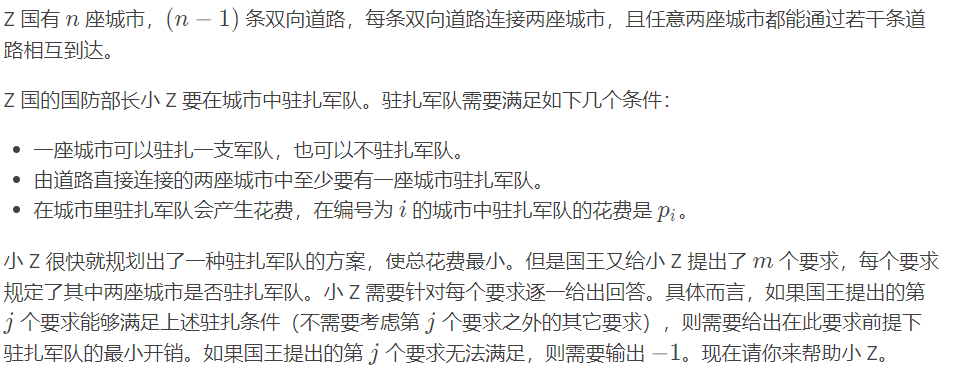 Z 国有 n 座城市，(n − 1) 条双向道路，每条双向道路连接两座城市，且任意两座城市都能通过若干条道
路相互到达。
Z 国的国防部长小 Z 要在城市中驻扎军队。驻扎军队需要满足如下几个条件：
• 一座城市可以驻扎一支军队，也可以不驻扎军队。
• 由道路直接连接的两座城市中至少要有一座城市驻扎军队。
• 在城市里驻扎军队会产生花费，在编号为 i 的城市中驻扎军队的花费是 pᵢ。
小 Z 很快就规划出了一种驻扎军队的方案，使总花费最小。但是国王又给小 Z 提出了 m 个要求，每个要求
规定了其中两座城市是否驻扎军队。小 Z 需要针对每个要求逐一给出回答。具体而言，如果国王提出的第
j 个要求能够满足上述驻扎条件（不需要考虑第 j 个要求之外的其它要求），则需要给出在此要求前提下
驻扎军队的最小开销。如果国王提出的第 j 个要求无法满足，则需要输出 −1。现在请你来帮助小 Z。